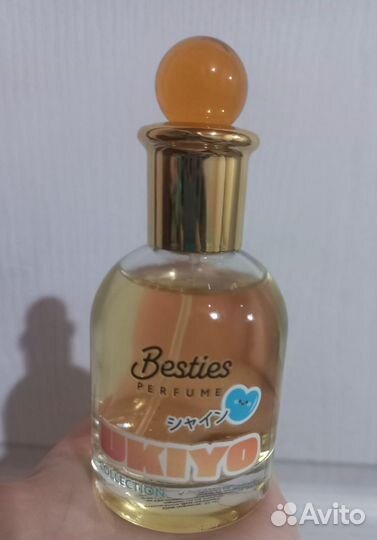 Besties
PERFUME
シャイン
UKIYO
COLLECTION
Avito